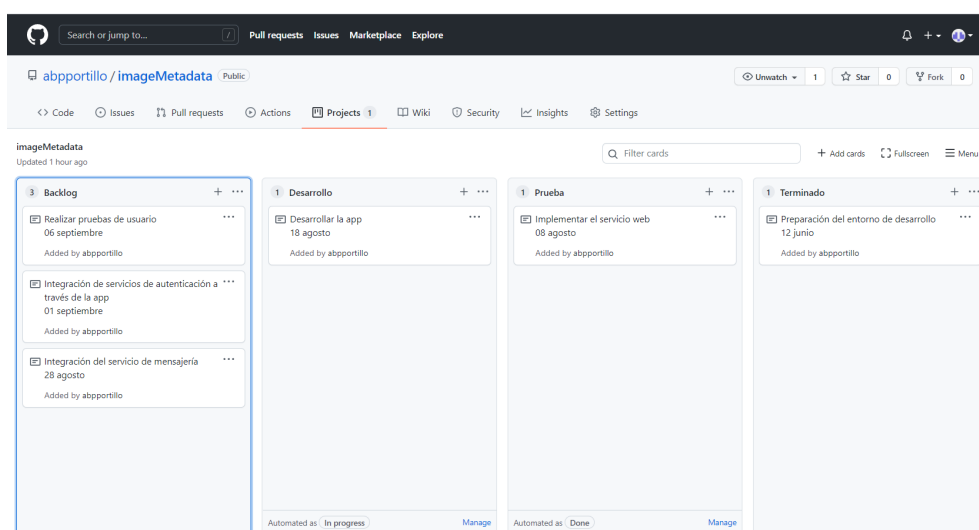 Search or jump to... / Pull requests Issues Marketplace Explore
abpportillo / imageMetadata Public
Unwatch 1 Star 0 Fork 0
Code Issues Pull requests Actions Projects 1 Wiki Security Insights Settings
imageMetadata
Updated 1 hour ago
Filter cards
+ Add cards Fullscreen Menu
3 Backlog + ...
Realizar pruebas de usuario ...
06 septiembre
Added by abpportillo
Integración de servicios de autenticación a ...
través de la app
01 septiembre
Added by abpportillo
Integración del servicio de mensajería ...
28 agosto
Added by abpportillo
1 Desarrollo + ...
Desarrollar la app ...
18 agosto
Added by abpportillo
Automated as In progress Manage
1 Prueba + ...
Implementar el servicio web ...
08 agosto
Added by abpportillo
Automated as Done Manage
1 Terminado + ...
Preparación del entorno de desarrollo ...
12 junio
Added by abpportillo